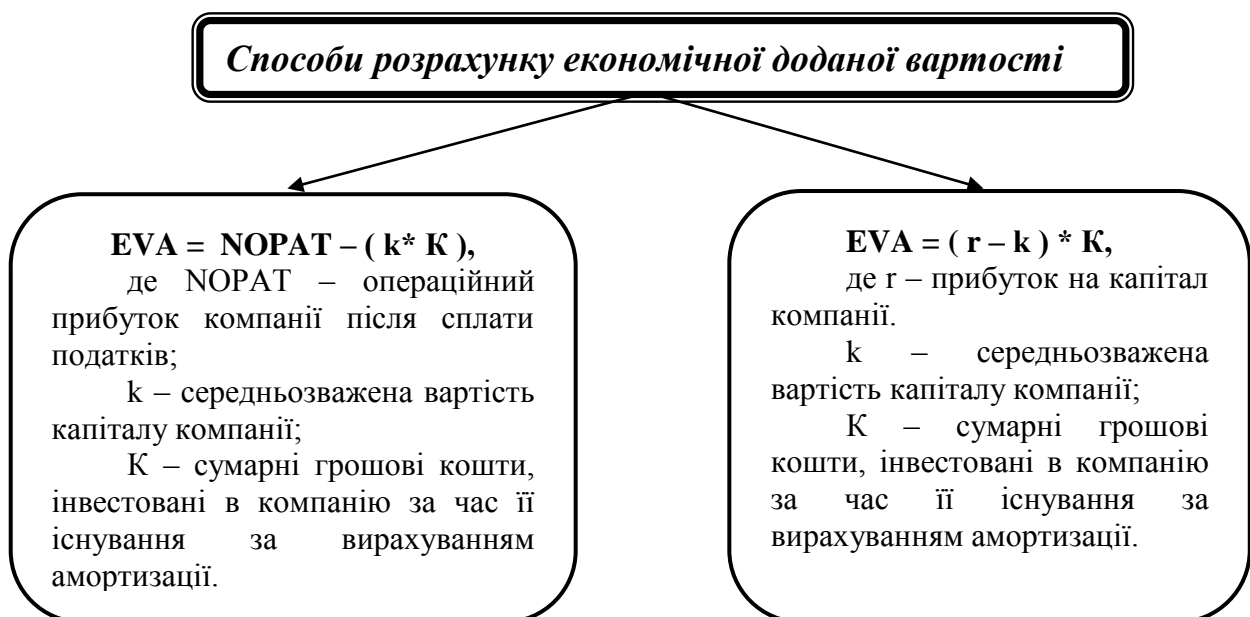 Способи розрахунку економічної доданої вартості
EVA = NOPAT – ( k* К ),
де NOPAT – операційний
прибуток компанії після сплати
податків;
k – середньозважена вартість
капіталу компанії;
К – сумарні грошові кошти,
інвестовані в компанію за час її
існування за вирахуванням
амортизації.
EVA = ( r – k ) * К,
де r – прибуток на капітал
компанії.
k – середньозважена
вартість капіталу компанії;
К – сумарні грошові
кошти, інвестовані в компанію
за час її існування за
вирахуванням амортизації.